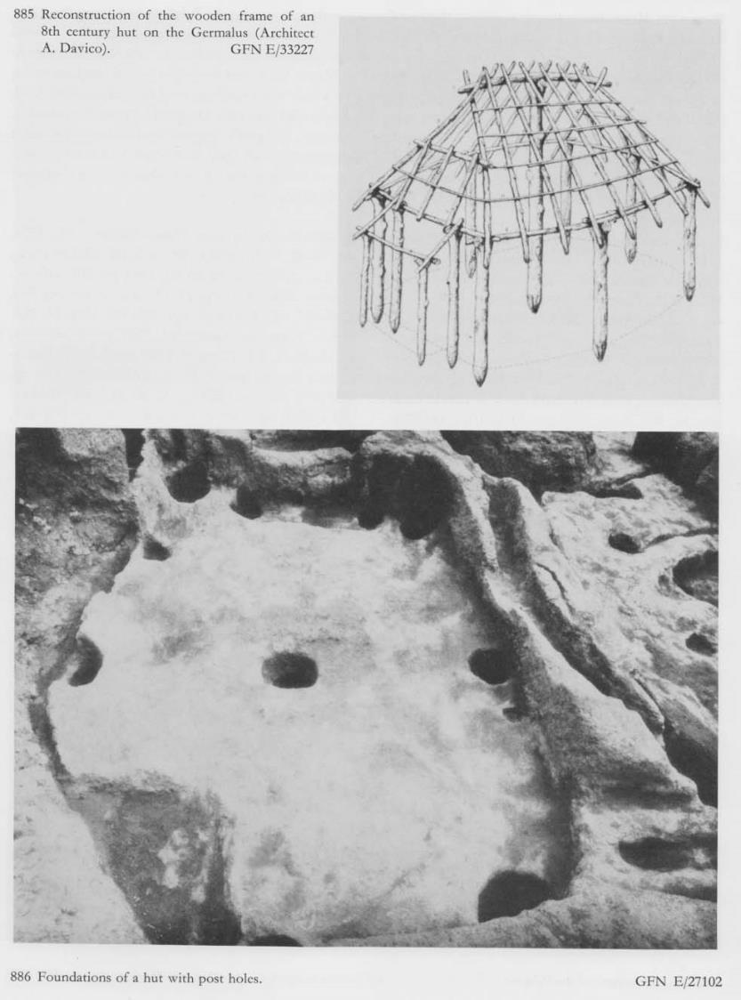 885 Reconstruction of the wooden frame of an
8th century hut on the Germalus (Architect
A. Davico). GFN E/33227
886 Foundations of a hut with post holes. GFN E/27102